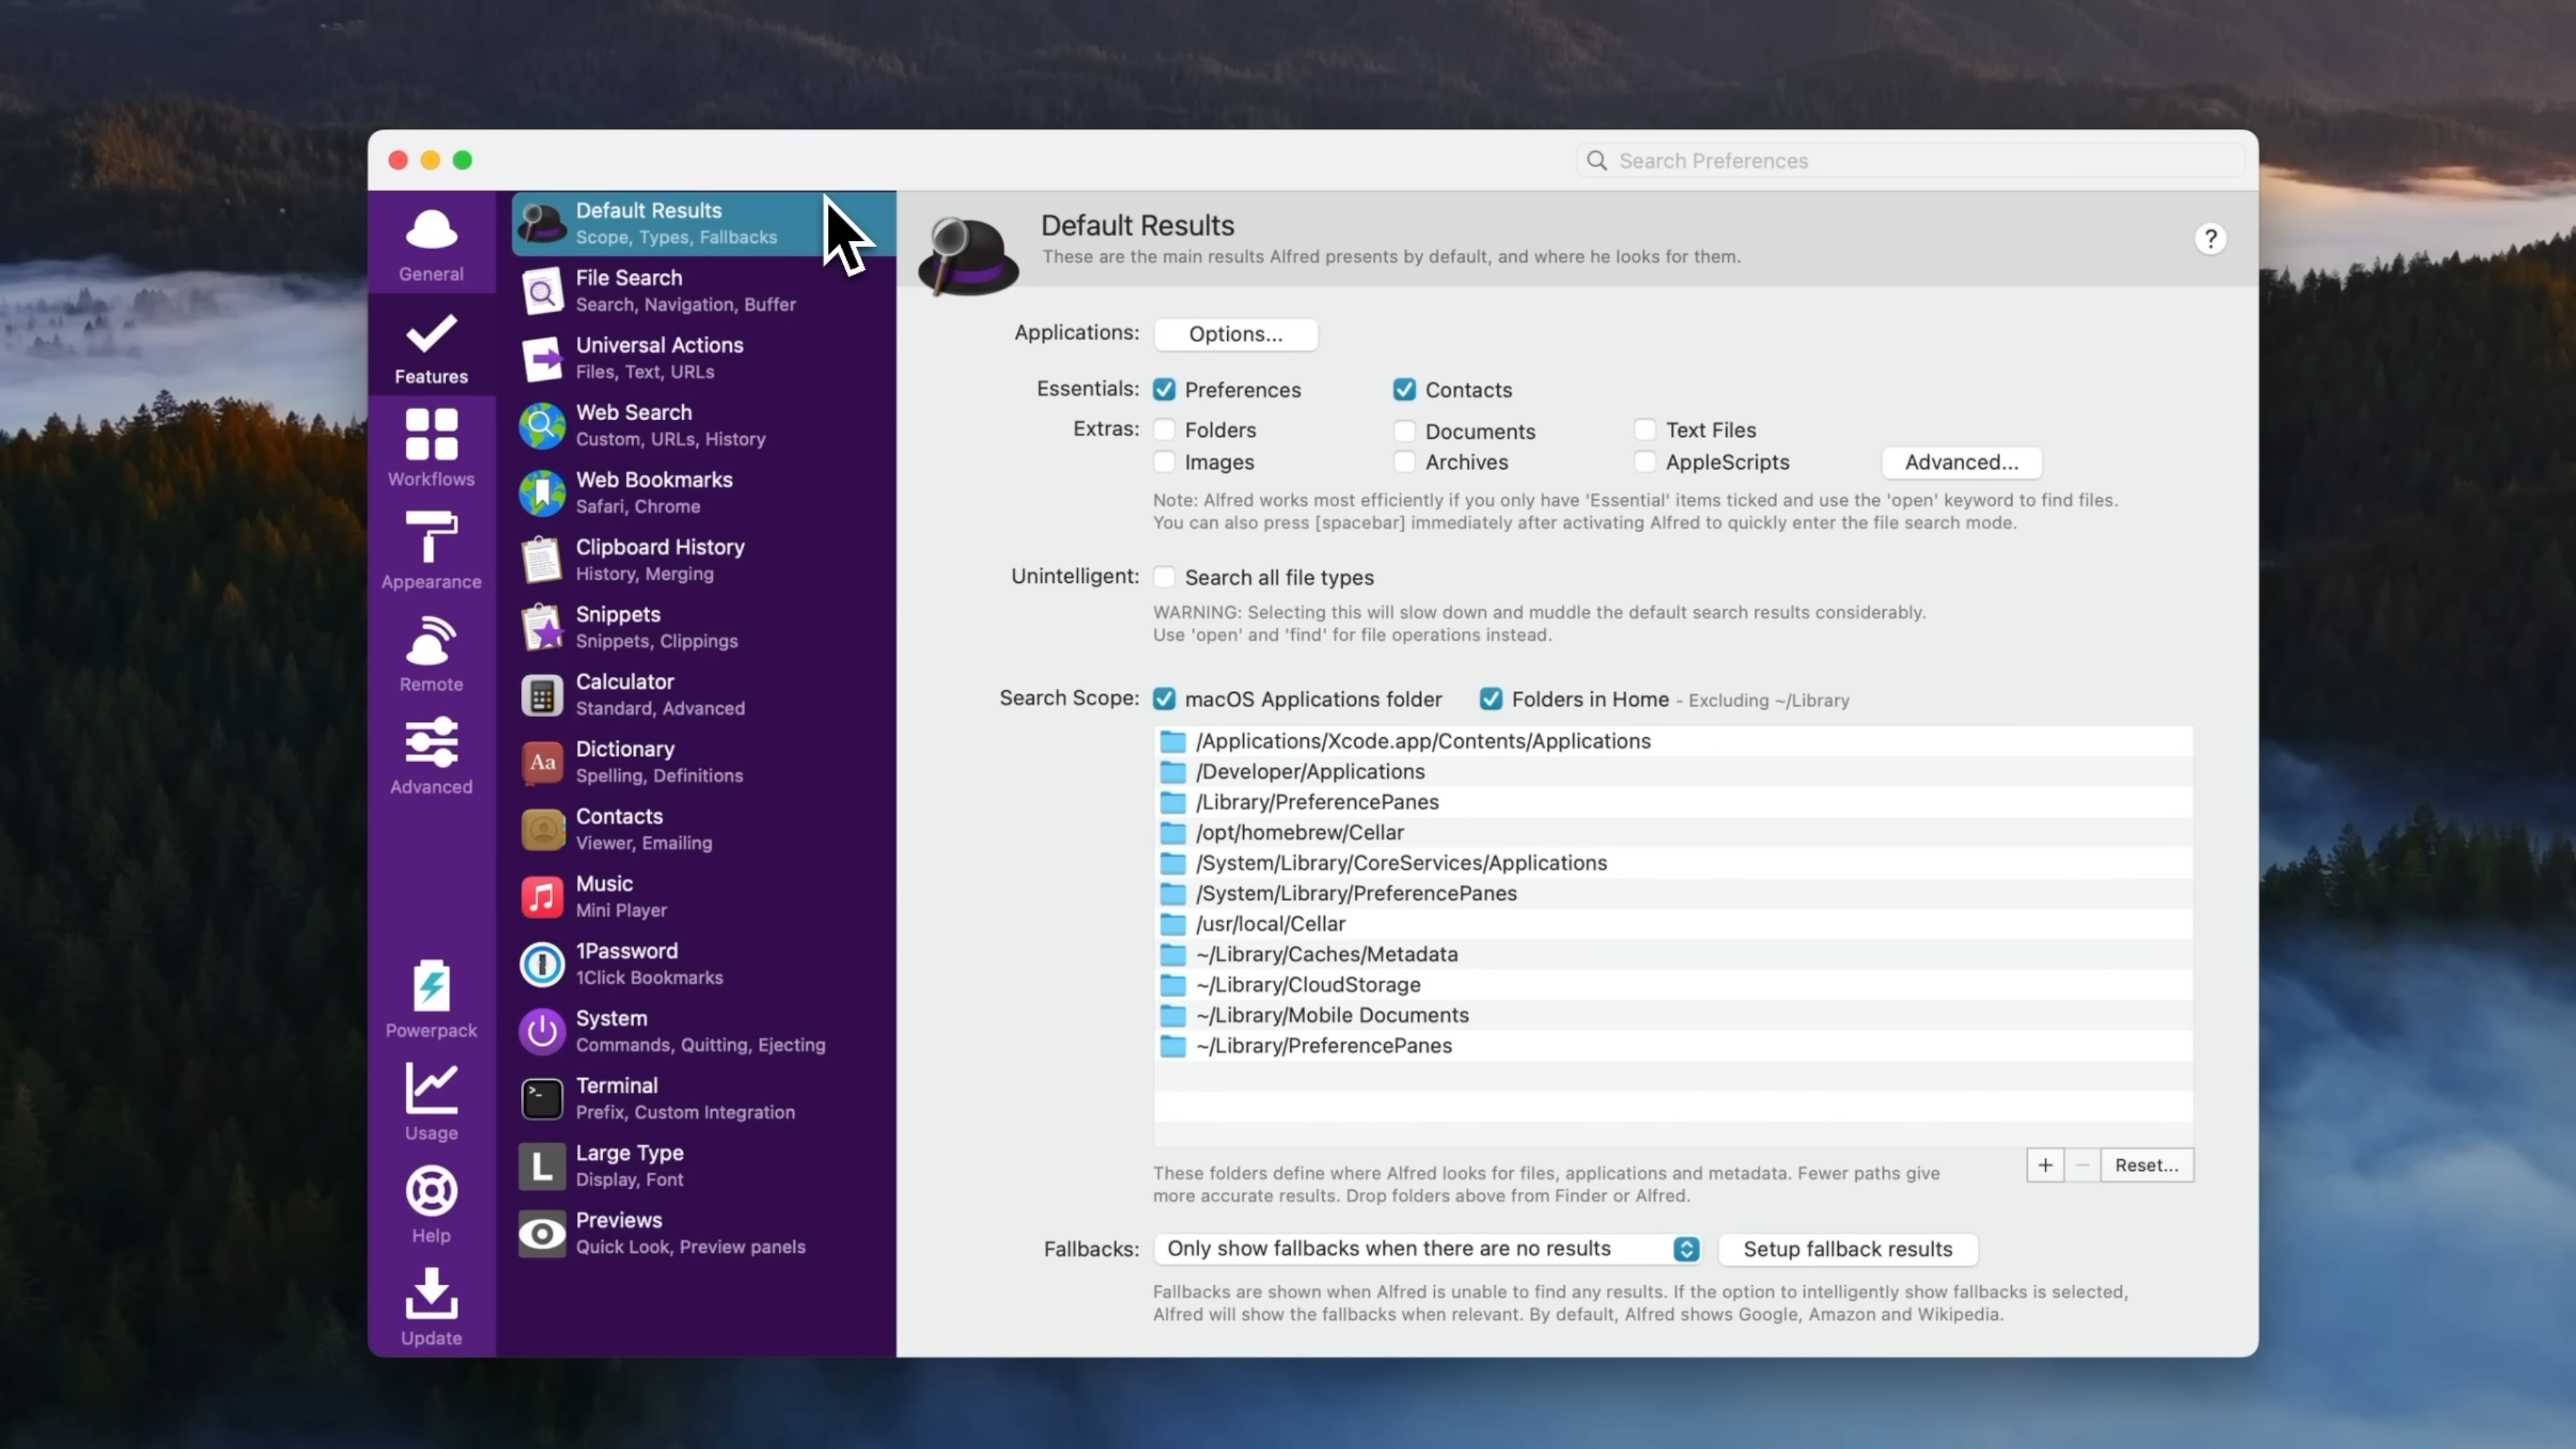 Search Preferences
General
Features
Workflows
Appearance
Remote
Advanced
Powerpack
Usage
Help
Update
Default Results
Scope, Types, Fallbacks
File Search
Search, Navigation, Buffer
Universal Actions
Files, Text, URLs
Web Search
Custom, URLs, History
Web Bookmarks
Safari, Chrome
Clipboard History
History, Merging
Snippets
Snippets, Clippings
Calculator
Standard, Advanced
Aa
Dictionary
Spelling, Definitions
Contacts
Viewer, Emailing
Music
Mini Player
1Password
1Click Bookmarks
System
Commands, Quitting, Ejecting
>_
Terminal
Prefix, Custom Integration
L
Large Type
Display, Font
Previews
Quick Look, Preview panels
Default Results
These are the main results Alfred presents by default, and where he looks for them.
?
Applications: Options...
Essentials: Preferences Contacts
Extras: Folders Documents Text Files
Images Archives AppleScripts Advanced...
Note: Alfred works most efficiently if you only have 'Essential' items ticked and use the 'open' keyword to find files.
You can also press [spacebar] immediately after activating Alfred to quickly enter the file search mode.
Unintelligent: Search all file types
WARNING: Selecting this will slow down and muddle the default search results considerably.
Use 'open' and 'find' for file operations instead.
Search Scope: macOS Applications folder Folders in Home - Excluding ~/Library
/Applications/Xcode.app/Contents/Applications
/Developer/Applications
/Library/PreferencePanes
/opt/homebrew/Cellar
/System/Library/CoreServices/Applications
/System/Library/PreferencePanes
/usr/local/Cellar
~/Library/Caches/Metadata
~/Library/CloudStorage
~/Library/Mobile Documents
~/Library/PreferencePanes
+ − Reset...
These folders define where Alfred looks for files, applications and metadata. Fewer paths give
more accurate results. Drop folders above from Finder or Alfred.
Fallbacks: Only show fallbacks when there are no results Setup fallback results
Fallbacks are shown when Alfred is unable to find any results. If the option to intelligently show fallbacks is selected,
Alfred will show the fallbacks when relevant. By default, Alfred shows Google, Amazon and Wikipedia.